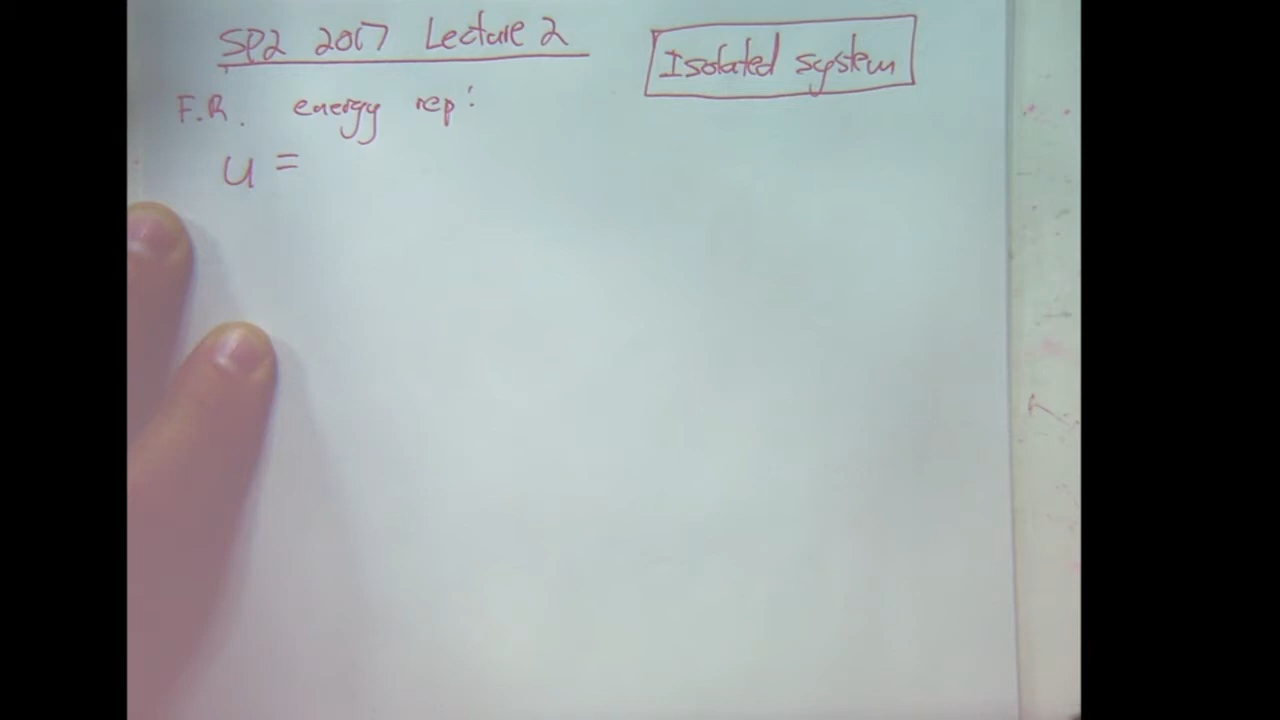 SP2 2017 Lecture 2
Isolated system
F.R. energy rep:
U =